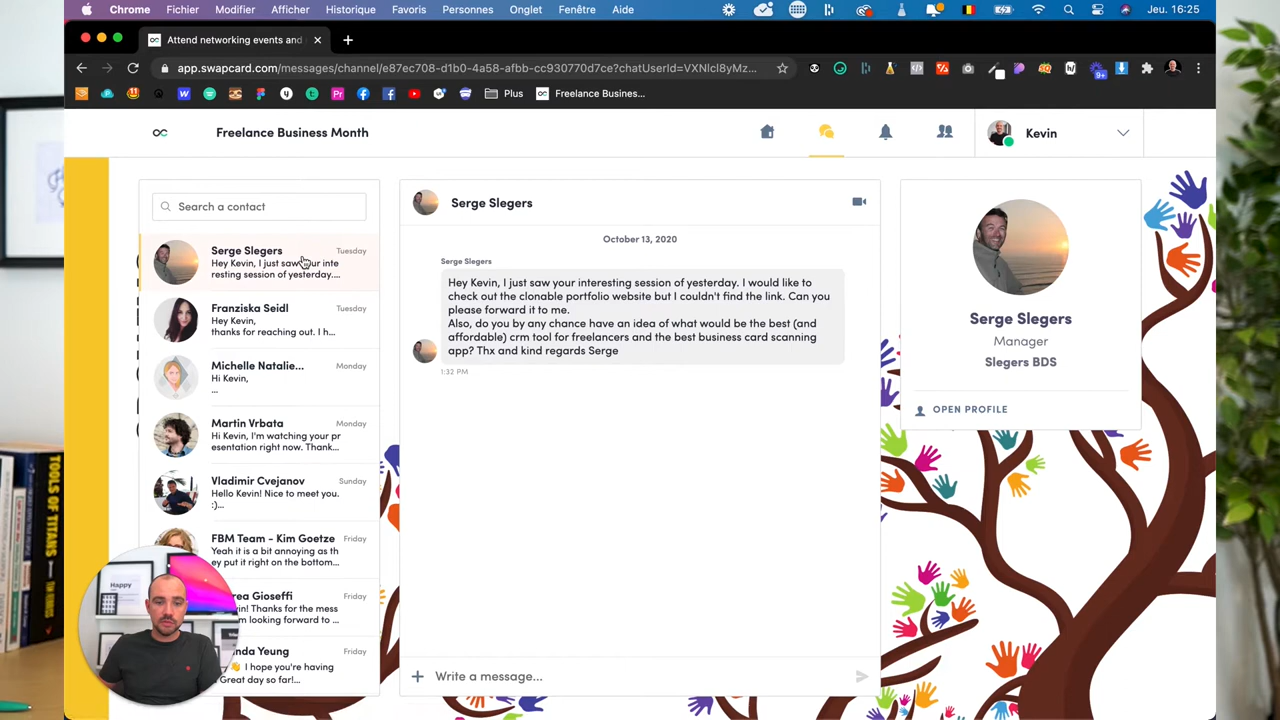 Chrome Fichier Modifier Afficher Historique Favoris Personnes Onglet Fenêtre Aide Jeu. 16:25
Attend networking events and
app.swapcard.com/messages/channel/e87ec708-d1b0-4a58-afbb-cc930770d7ce?chatUserId=VXNlcl8yMz...
9+
Plus Freelance Busines...
Freelance Business Month
Kevin
Search a contact
Serge Slegers Tuesday
Hey Kevin, I just saw your inte
resting session of yesterday....
Franziska Seidl Tuesday
Hey Kevin,
thanks for reaching out. I h...
Michelle Natalie... Monday
Hi Kevin,
...
Martin Vrbata Monday
Hi Kevin, I'm watching your pr
esentation right now. Thank...
Vladimir Cvejanov Sunday
Hello Kevin! Nice to meet you.
:)...
FBM Team - Kim Goetze Friday
Yeah it is a bit annoying as th
ey put it right on the bottom...
Gioseffi Friday
Thanks for the mess
looking forward to ...
Yeung Friday
I hope you're having
Great day so far!...
Serge Slegers
October 13, 2020
Serge Slegers
Hey Kevin, I just saw your interesting session of yesterday. I would like to
check out the clonable portfolio website but I couldn't find the link. Can you
please forward it to me.
Also, do you by any chance have an idea of what would be the best (and
affordable) crm tool for freelancers and the best business card scanning
app? Thx and kind regards Serge
1:32 PM
Write a message...
Serge Slegers
Manager
Slegers BDS
OPEN PROFILE
Happy
TOOLS OF TITANS
TIM FERRISS